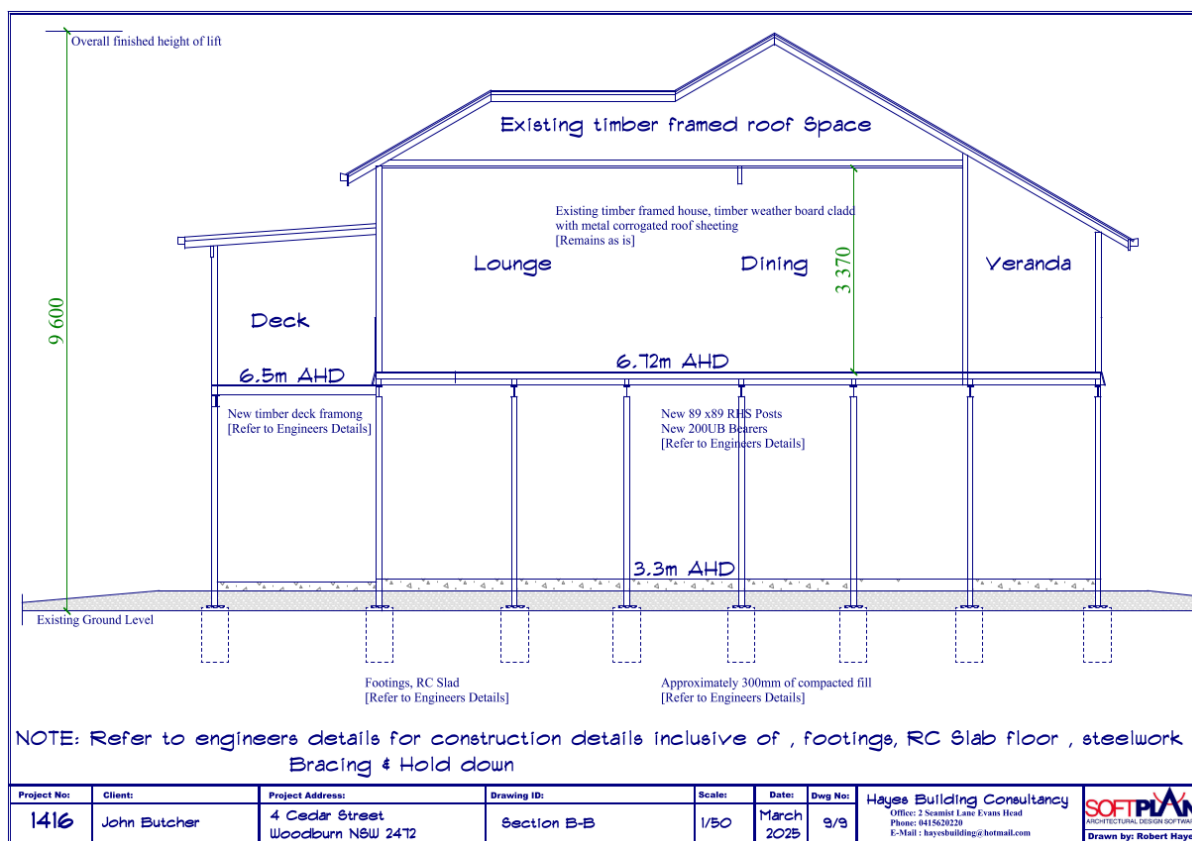 Overall finished height of lift
Existing timber framed roof Space
Existing timber framed house, timber weather board cladd
with metal corrogated roof sheeting
[Remains as is]
Lounge
Dining
3 370
Veranda
9 600
Deck
6.5m AHD
6.72m AHD
New timber deck framong
[Refer to Engineers Details]
New 89 x89 RHS Posts
New 200UB Bearers
[Refer to Engineers Details]
3.3m AHD
Existing Ground Level
Footings, RC Slad
[Refer to Engineers Details]
Approximately 300mm of compacted fill
[Refer to Engineers Details]
NOTE: Refer to engineers details for construction details inclusive of , footings, RC Slab floor , steelwork
Bracing & Hold down
Project No:
1416
Client:
John Butcher
Project Address:
4 Cedar Street
Woodburn NSW 2472
Drawing ID:
Section B-B
Scale:
1/50
Date:
March
2025
Dwg No:
9/9
Hayes Building Consultancy
Office: 2 Seamist Lane Evans Head
Phone: 0415620220
E-Mail : hayesbuilding@hotmail.com
SOFTPLAN
ARCHITECTURAL DESIGN SOFTWAR
Drawn by: Robert Haye